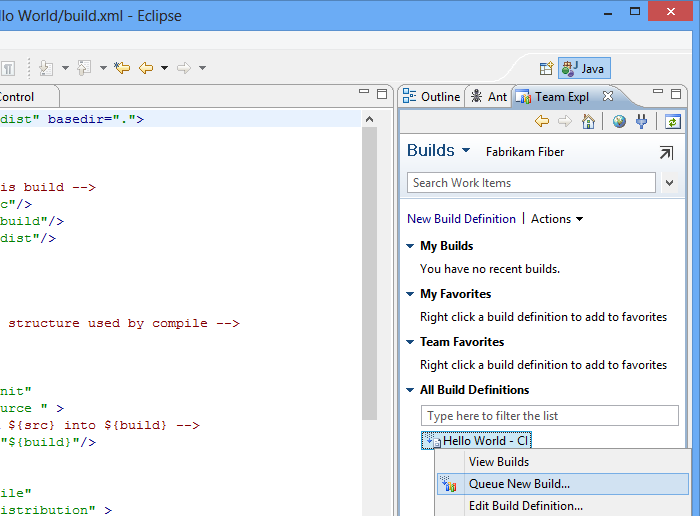 llo World/build.xml - Eclipse
Java
Control
Outline Ant Team Expl
dist" basedir=".">
Builds Fabrikam Fiber
Search Work Items
is build -->
c"/>
build"/>
dist"/>
New Build Definition | Actions
My Builds
You have no recent builds.
My Favorites
Right click a build definition to add to favorites
structure used by compile -->
Team Favorites
Right click a build definition to add to favorites
nit"
ource " >
${src} into ${build} -->
"${build}"/>
All Build Definitions
Type here to filter the list
Hello World - CI
View Builds
Queue New Build...
Edit Build Definition...
ile"
istribution" >